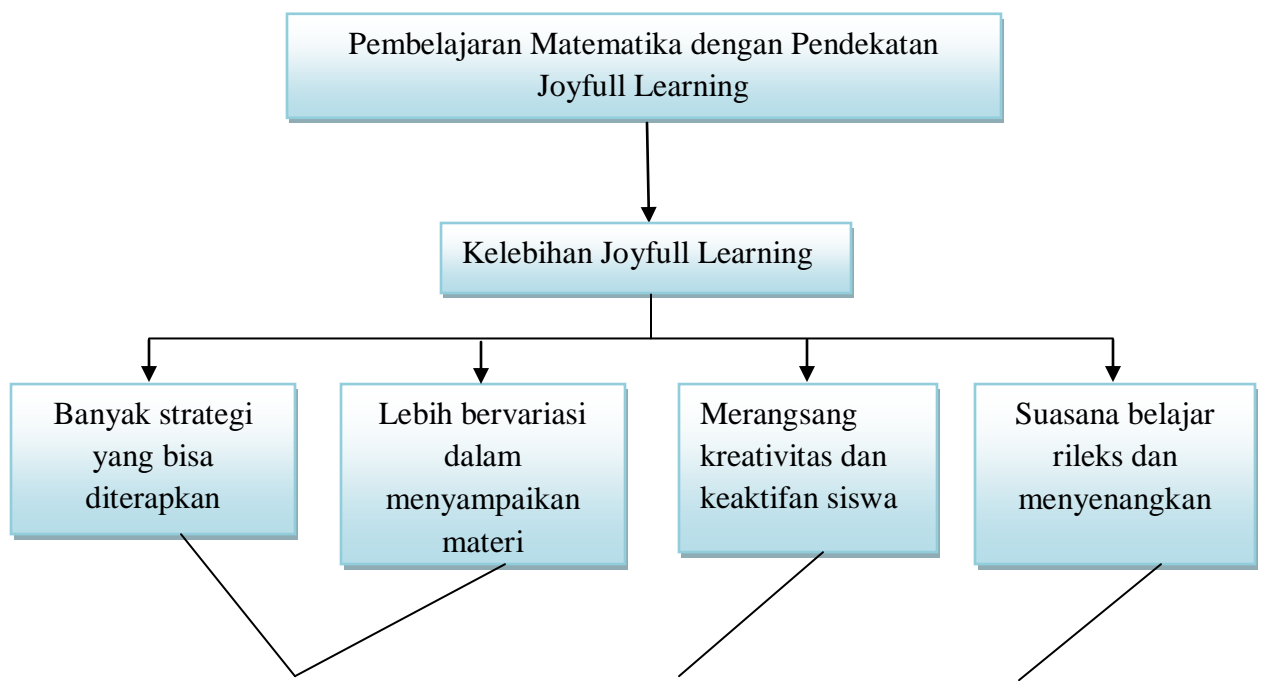 Pembelajaran Matematika dengan Pendekatan
Joyfull Learning
Kelebihan Joyfull Learning
Banyak strategi
yang bisa
diterapkan
Lebih bervariasi
dalam
menyampaikan
materi
Merangsang
kreativitas dan
keaktifan siswa
Suasana belajar
rileks dan
menyenangkan